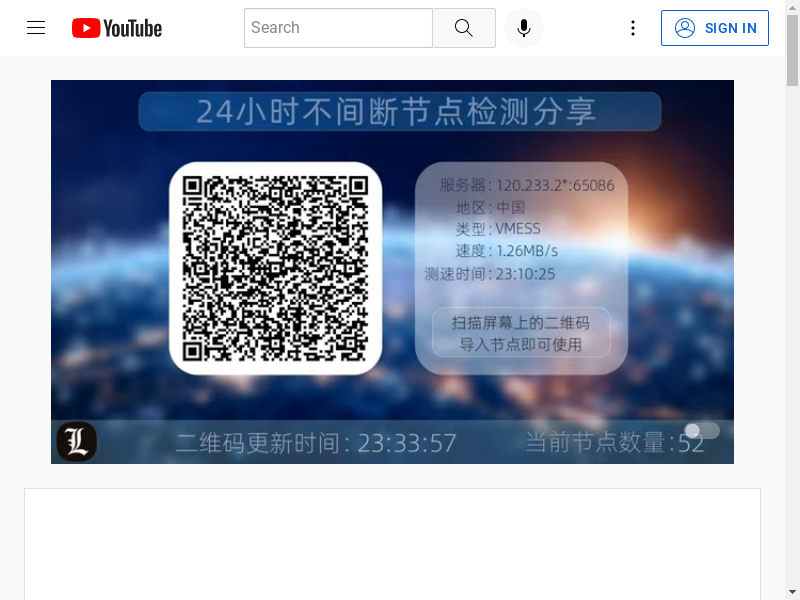 YouTube
Search
SIGN IN
24小时不间断节点检测分享
服务器: 120.233.2*:65086
地区: 中国
类型: VMESS
速度: 1.26MB/s
测速时间: 23:10:25
扫描屏幕上的二维码
导入节点即可使用
L
二维码更新时间: 23:33:57
当前节点数量:52